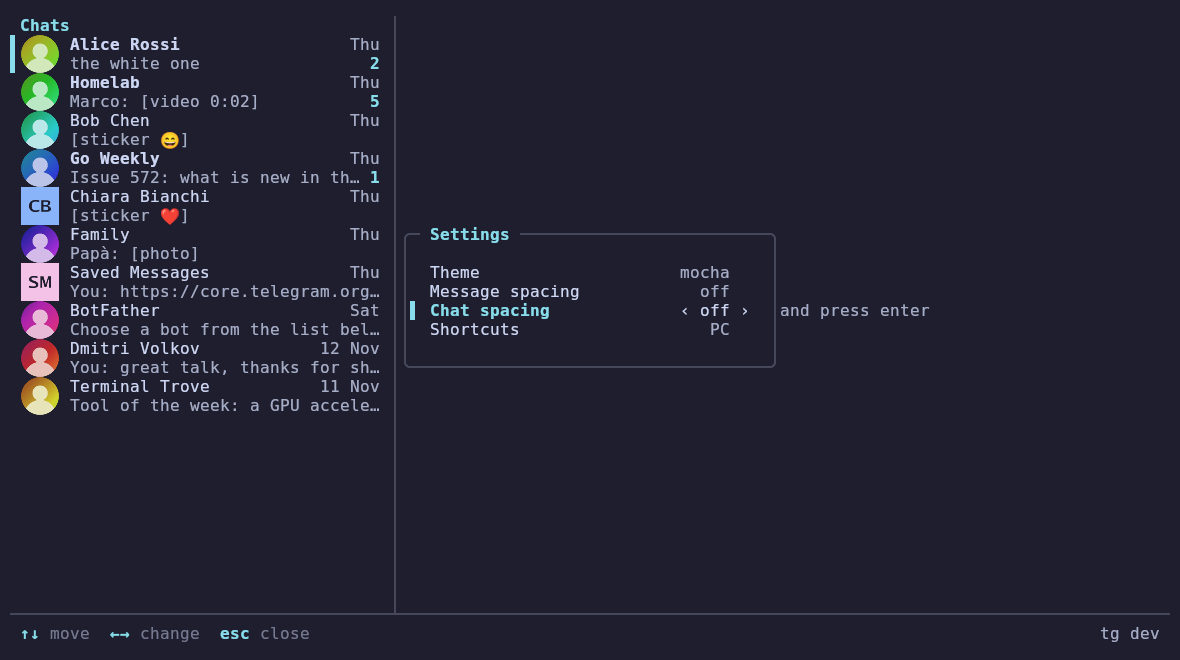 Chats
Alice Rossi Thu
the white one 2
Homelab Thu
Marco: [video 0:02] 5
Bob Chen Thu
[sticker 😄]
Go Weekly Thu
Issue 572: what is new in th… 1
CB
Chiara Bianchi Thu
[sticker ❤️]
Family Thu
Papà: [photo]
SM
Saved Messages Thu
You: https://core.telegram.org…
BotFather Sat
Choose a bot from the list bel…
Dmitri Volkov 12 Nov
You: great talk, thanks for sh…
Terminal Trove 11 Nov
Tool of the week: a GPU accele…
Settings
Theme mocha
Message spacing off
Chat spacing ‹ off ›
Shortcuts PC
and press enter
↑↓ move ←→ change esc close
tg dev